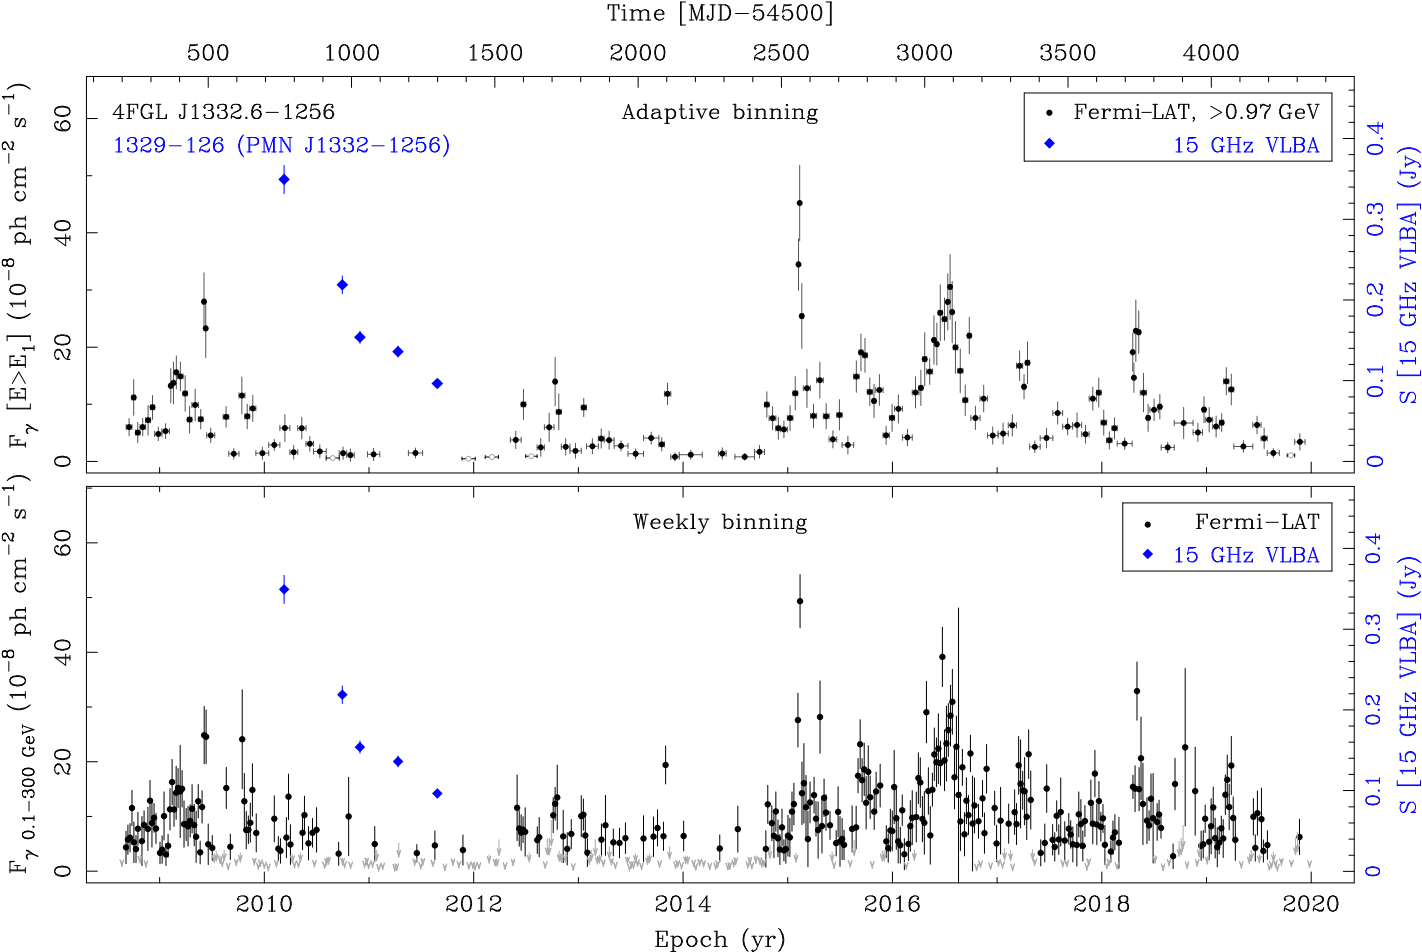 Time [MJD−54500]
500 1000 1500 2000 2500 3000 3500 4000
4FGL J1332.6−1256
1329−126 (PMN J1332−1256)
Adaptive binning
Fermi−LAT, >0.97 GeV
15 GHz VLBA
F_γ [E>E_1] (10^−8 ph cm^−2 s^−1)
60
40
20
0
S [15 GHz VLBA] (Jy)
0.4
0.3
0.2
0.1
0
Weekly binning
Fermi−LAT
15 GHz VLBA
F_γ 0.1−300 GeV (10^−8 ph cm^−2 s^−1)
60
40
20
0
S [15 GHz VLBA] (Jy)
0.4
0.3
0.2
0.1
0
2010 2012 2014 2016 2018 2020
Epoch (yr)